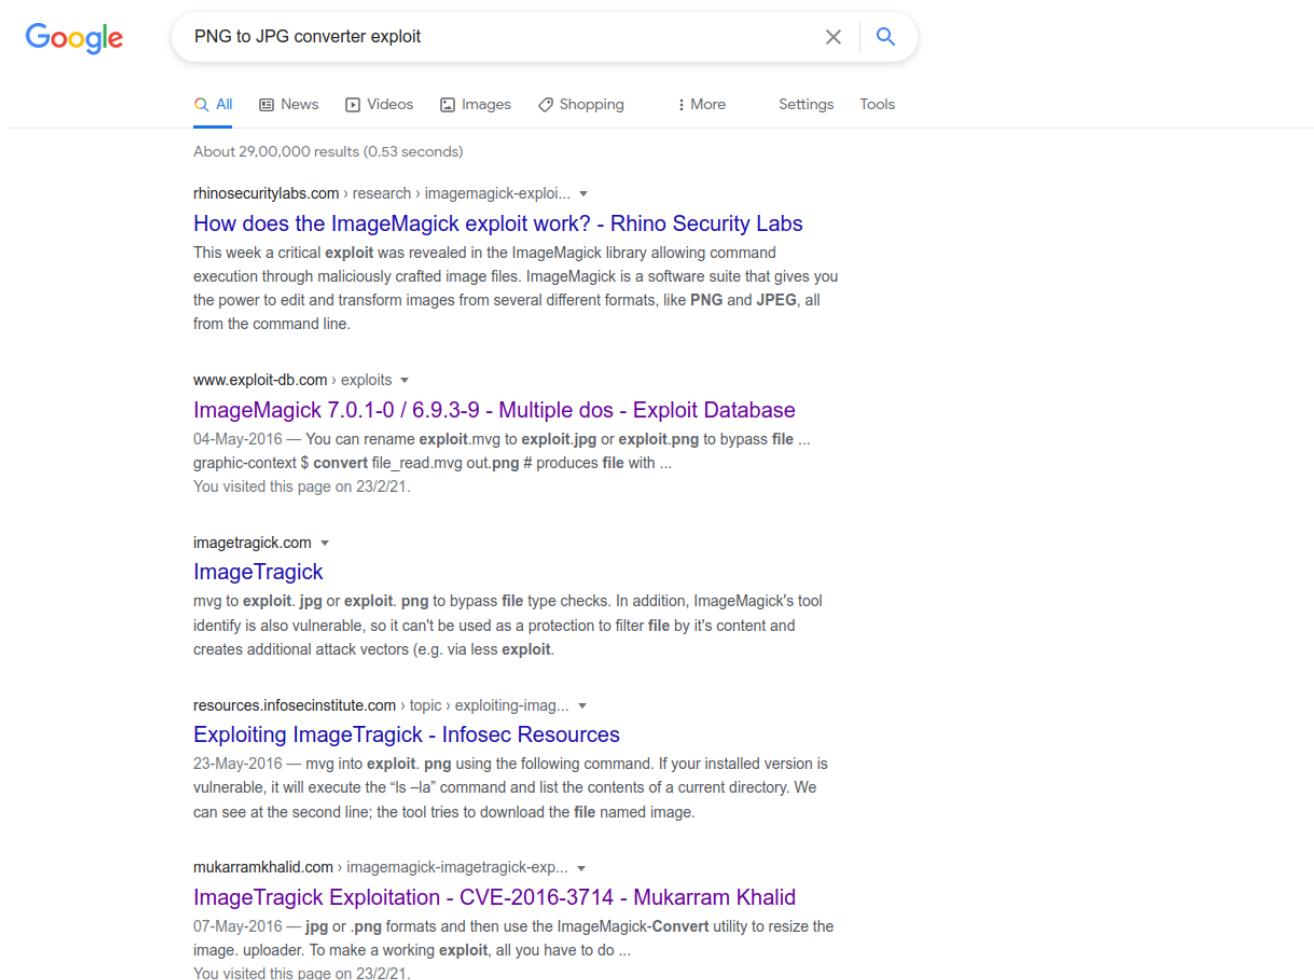 Google
PNG to JPG converter exploit
All News Videos Images Shopping More Settings Tools
About 29,00,000 results (0.53 seconds)
rhinosecuritylabs.com › research › imagemagick-exploi...
How does the ImageMagick exploit work? - Rhino Security Labs
This week a critical exploit was revealed in the ImageMagick library allowing command
execution through maliciously crafted image files. ImageMagick is a software suite that gives you
the power to edit and transform images from several different formats, like PNG and JPEG, all
from the command line.
www.exploit-db.com › exploits
ImageMagick 7.0.1-0 / 6.9.3-9 - Multiple dos - Exploit Database
04-May-2016 — You can rename exploit.mvg to exploit.jpg or exploit.png to bypass file ...
graphic-context $ convert file_read.mvg out.png # produces file with ...
You visited this page on 23/2/21.
imagetragick.com
ImageTragick
mvg to exploit. jpg or exploit. png to bypass file type checks. In addition, ImageMagick's tool
identify is also vulnerable, so it can't be used as a protection to filter file by it's content and
creates additional attack vectors (e.g. via less exploit.
resources.infosecinstitute.com › topic › exploiting-imag...
Exploiting ImageTragick - Infosec Resources
23-May-2016 — mvg into exploit. png using the following command. If your installed version is
vulnerable, it will execute the “ls –la” command and list the contents of a current directory. We
can see at the second line; the tool tries to download the file named image.
mukarramkhalid.com › imagemagick-imagetragick-exp...
ImageTragick Exploitation - CVE-2016-3714 - Mukarram Khalid
07-May-2016 — jpg or .png formats and then use the ImageMagick-Convert utility to resize the
image. uploader. To make a working exploit, all you have to do ...
You visited this page on 23/2/21.